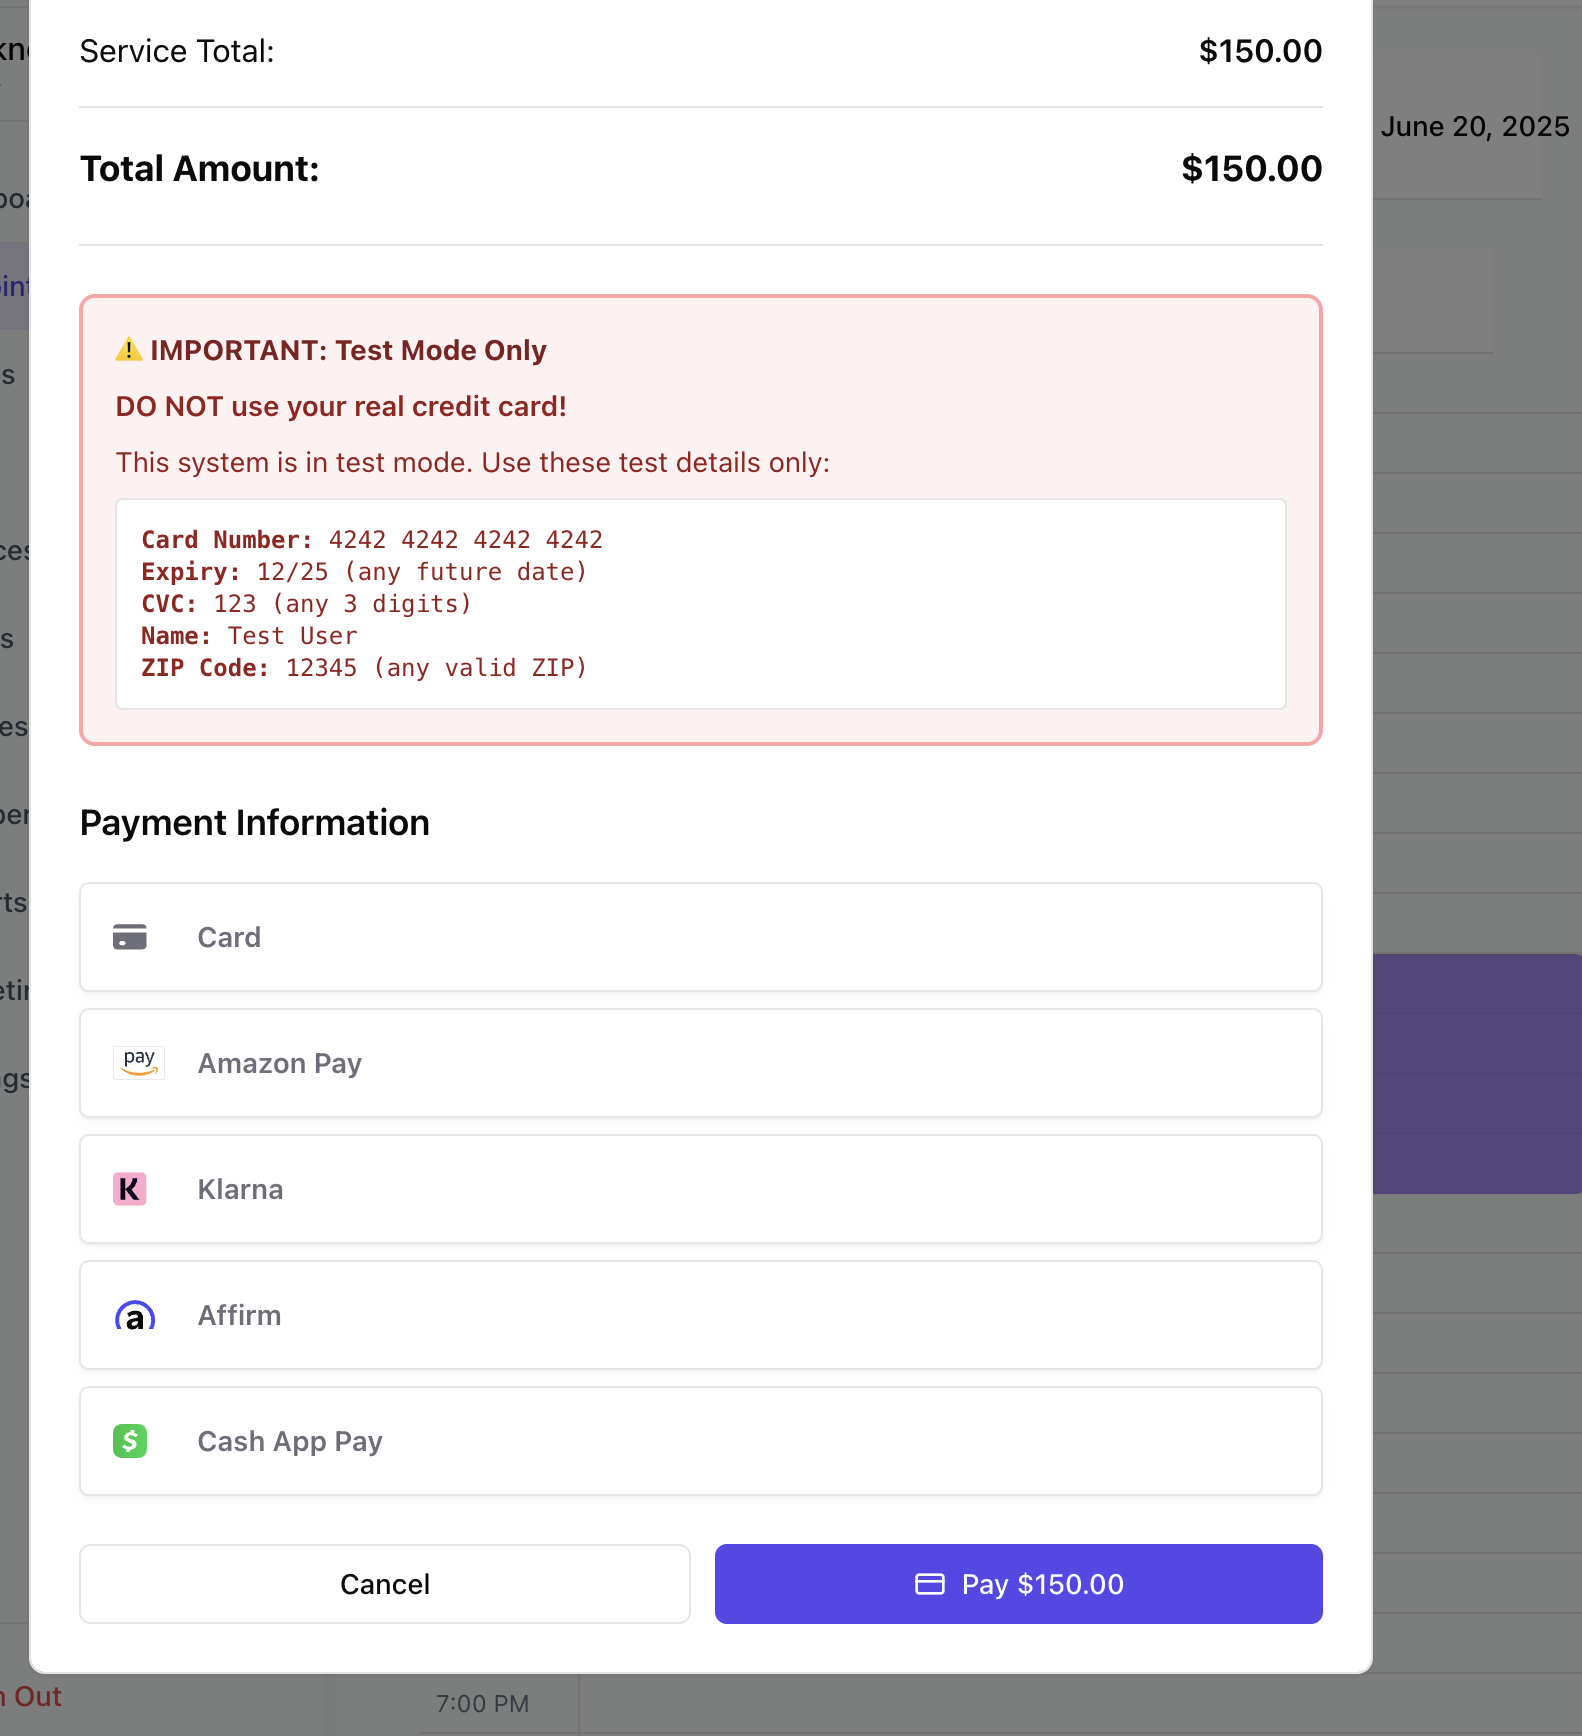 Service Total: $150.00
June 20, 2025
Total Amount: $150.00
⚠️ IMPORTANT: Test Mode Only
DO NOT use your real credit card!
This system is in test mode. Use these test details only:
Card Number: 4242 4242 4242 4242
Expiry: 12/25 (any future date)
CVC: 123 (any 3 digits)
Name: Test User
ZIP Code: 12345 (any valid ZIP)
Payment Information
Card
pay Amazon Pay
K Klarna
a Affirm
$ Cash App Pay
Cancel
Pay $150.00
Out
7:00 PM